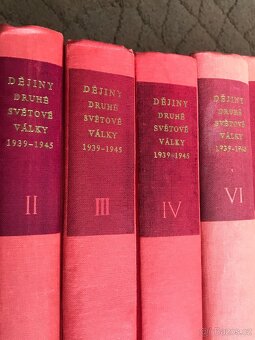 DĚJINY
DRUHÉ
SVĚTOVÉ
VÁLKY
1939-1945
II
DĚJINY
DRUHÉ
SVĚTOVÉ
VÁLKY
1939-1945
III
DĚJINY
DRUHÉ
SVĚTOVÉ
VÁLKY
1939-1945
IV
DĚJINY
DRUHÉ
SVĚTOVÉ
VÁLKY
1939-1945
VI